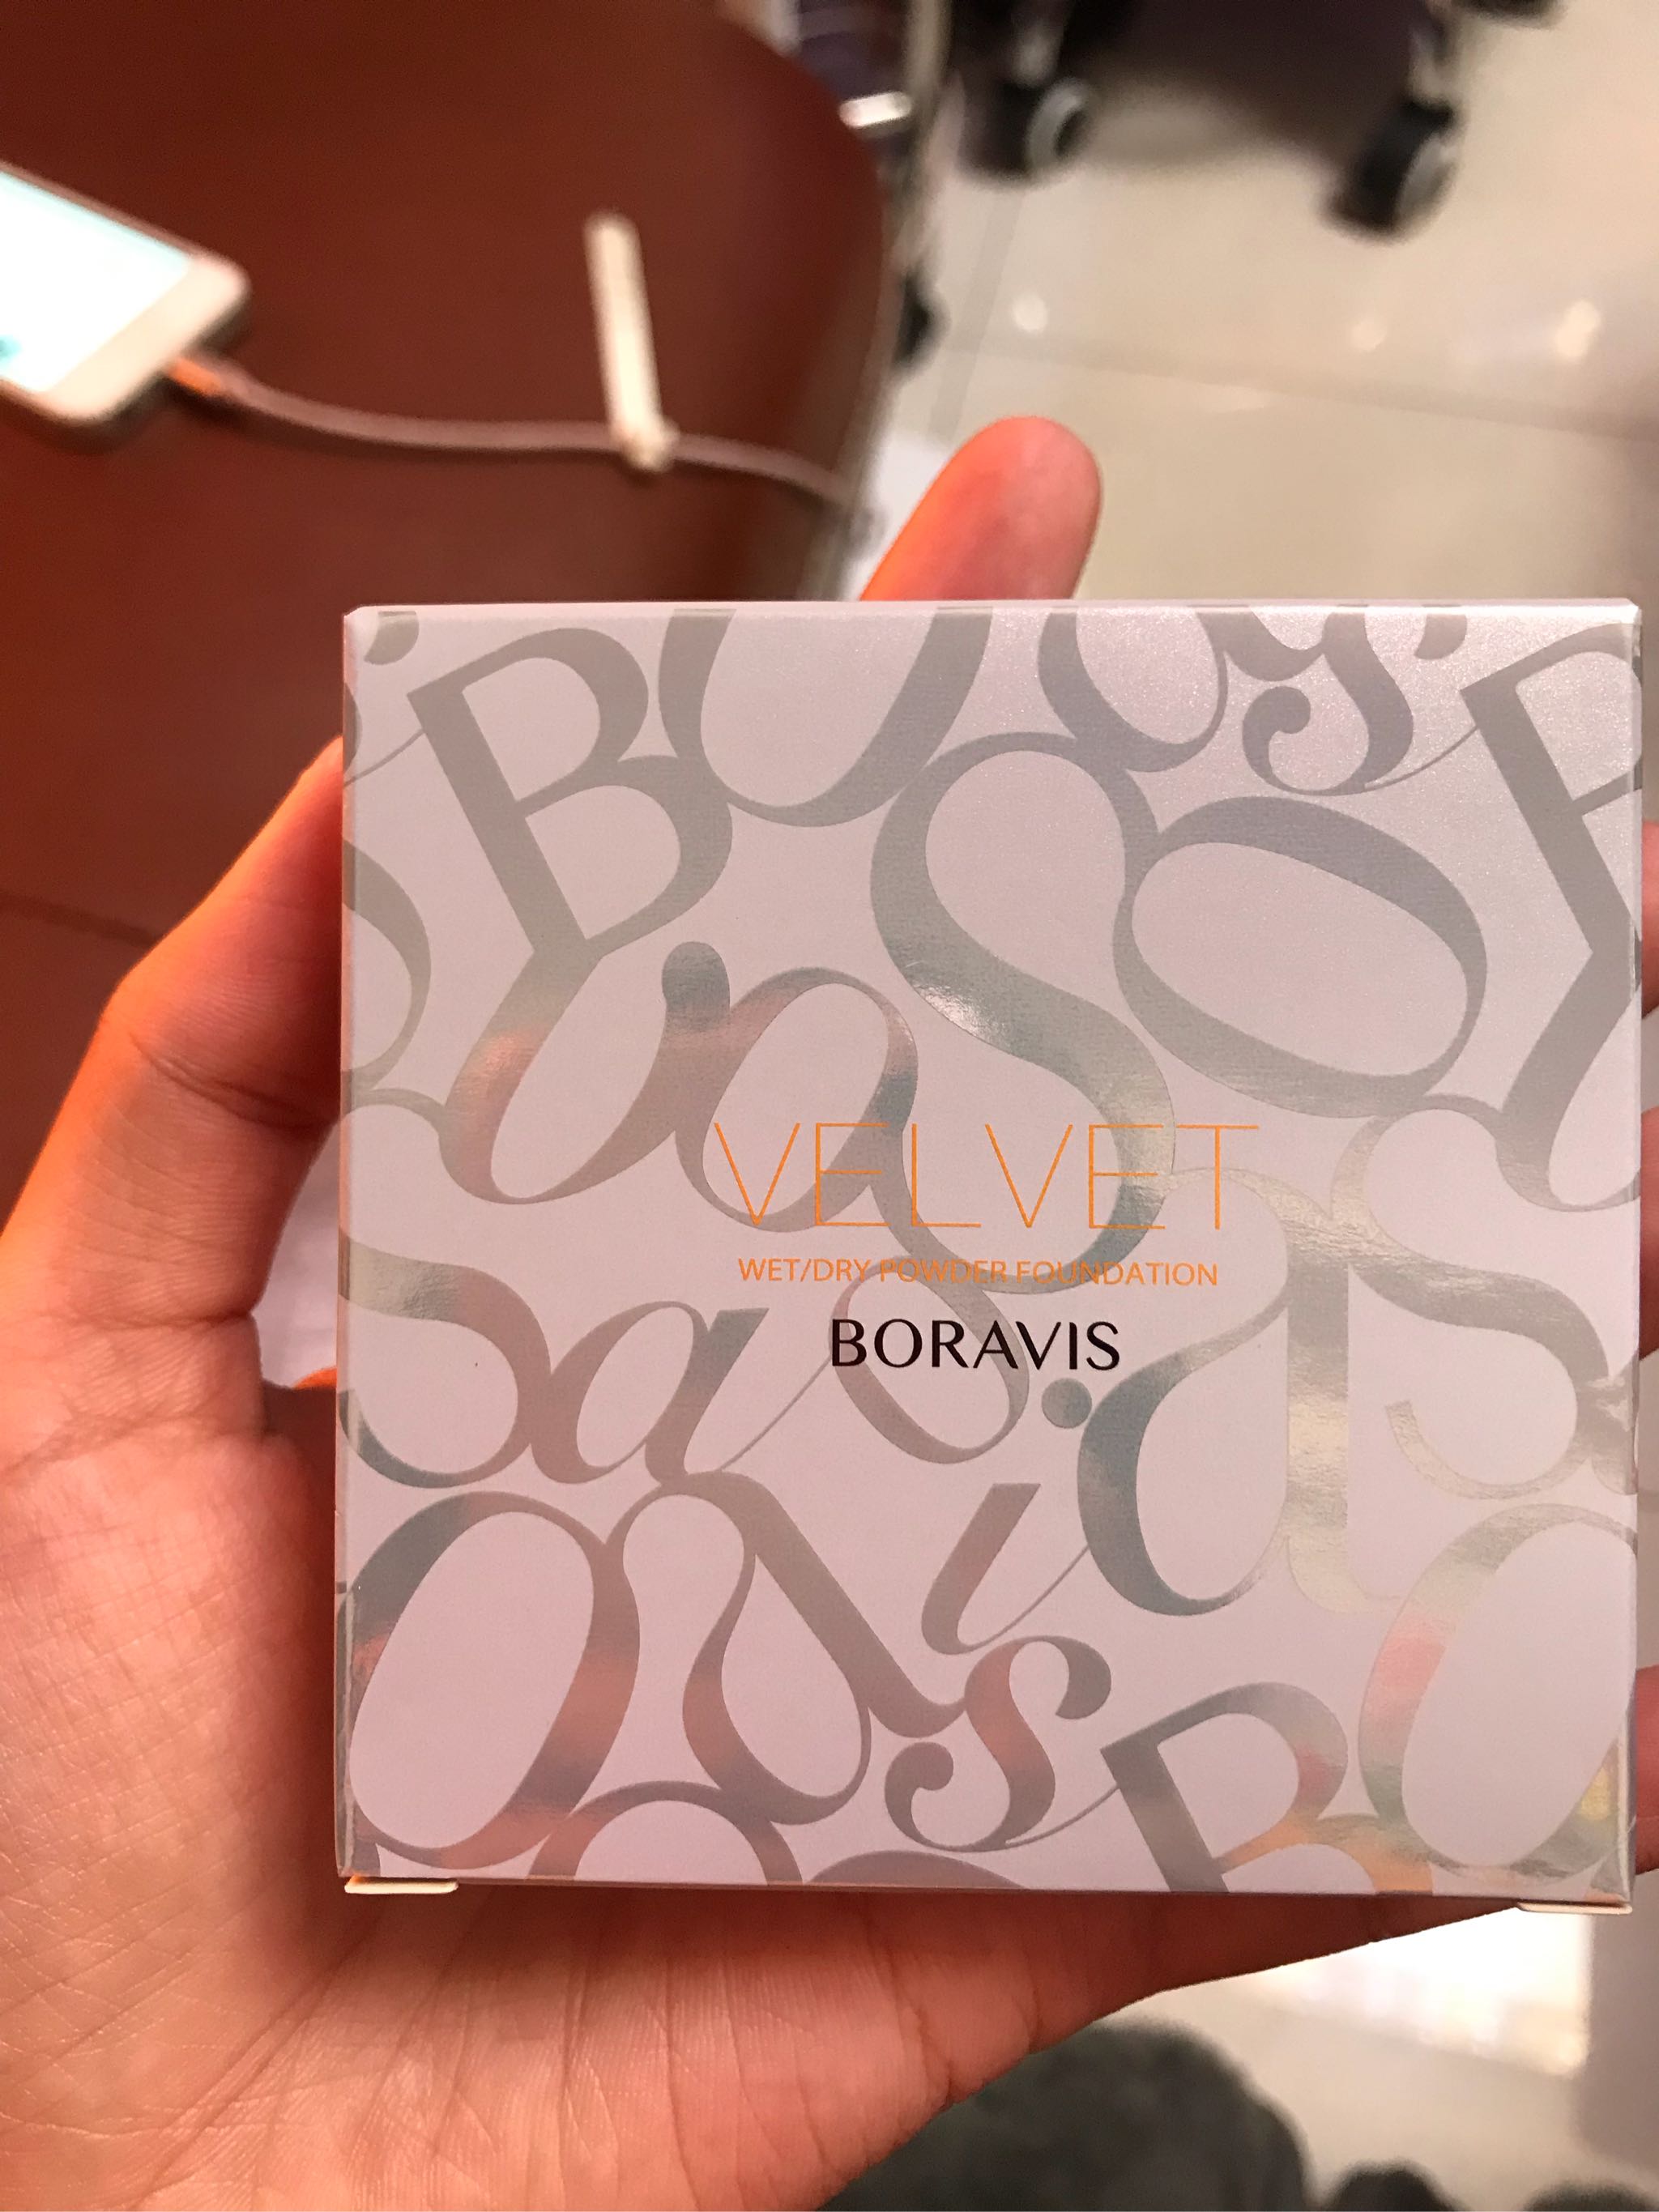 VELVET
WET/DRY POWDER FOUNDATION
BORAVIS